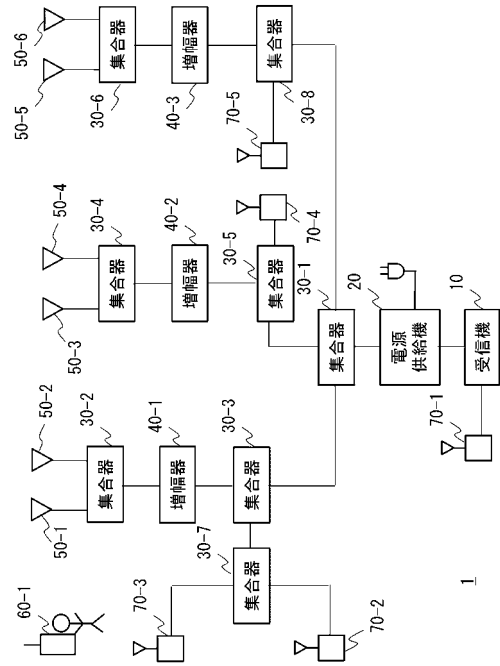 60-1
50-1
50-2
50-3
50-4
50-5
50-6
集合器
30-2
集合器
30-4
集合器
30-6
増幅器
40-1
増幅器
40-2
増幅器
40-3
70-3
集合器
30-7
集合器
30-3
集合器
30-5
70-4
70-5
集合器
30-8
70-2
集合器
30-1
電源
供給機
20
70-1
受信機
10
1